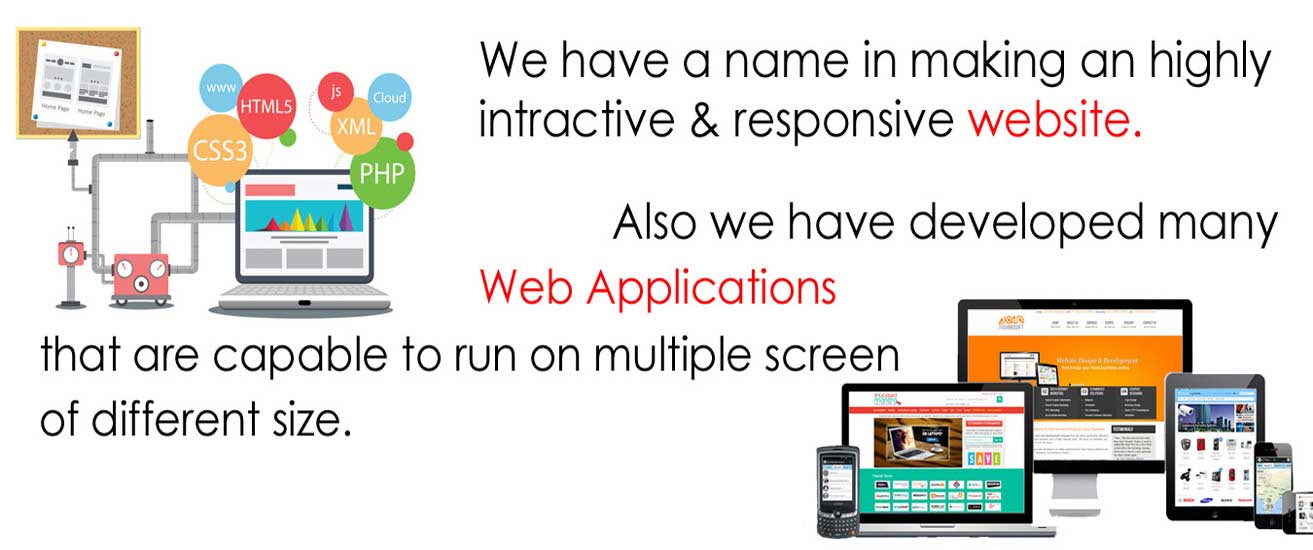 We have a name in making an highly
intractive & responsive website.
Also we have developed many
Web Applications
that are capable to run on multiple screen
of different size.
Home Page
Home Page
www
HTML5
CSS3
js
Cloud
XML
PHP
Website Design & Development
TESTIMONIALS
SAVE
SAMSUNG